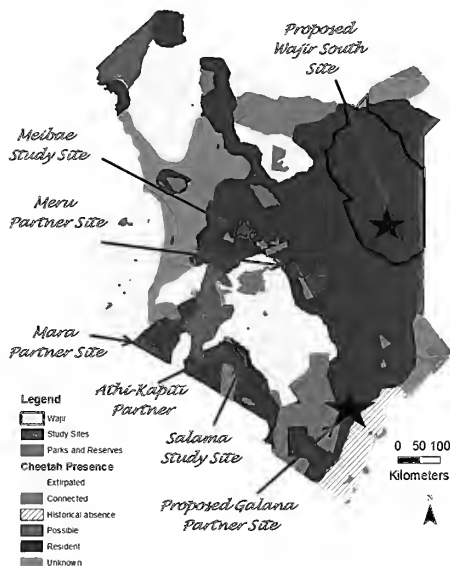 Proposed
Wajir South
Site
Meibae
Study Site
Meru
Partner Site
Mara
Partner Site
Athi-Kapiti
Partner
Salama
Study Site
Proposed Galana
Partner Site
Legend
Wajir
Study Sites
Parks and Reserves
Cheetah Presence
Extirpated
Connected
Historical absence
Possible
Resident
Unknown
0 50 100
Kilometers
N